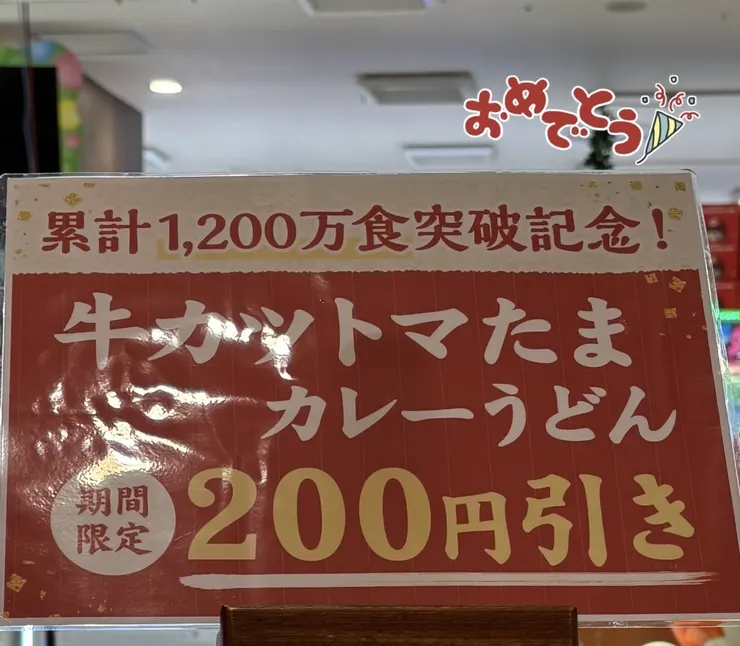 おめでとう
累計1,200万食突破記念!
牛カツトマたま
カレーうどん
期間
限定
200円引き